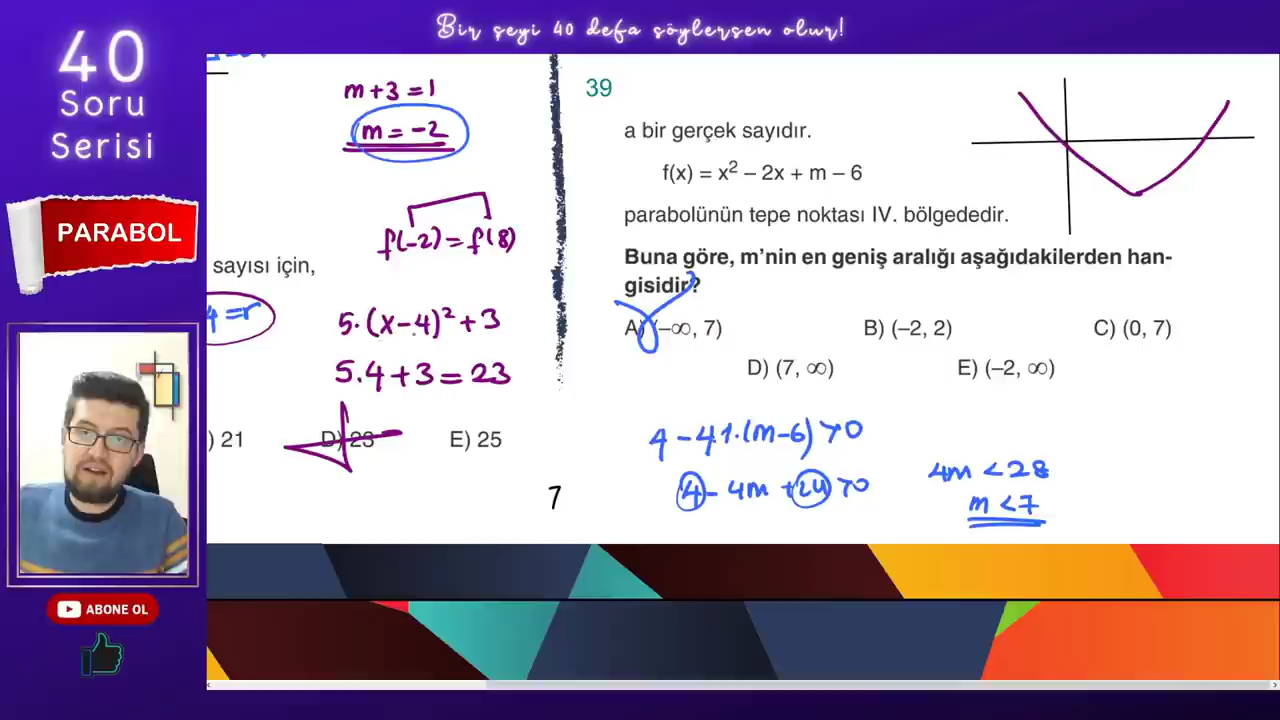 Bir şeyi 40 defa söylersen olur!
40
Soru
Serisi
PARABOL
ABONE OL
m+3=1
m=-2
f(-2)=f(8)
sayısı için,
4=r
5.(x-4)²+3
5.4+3=23
) 21
D) 23
E) 25
7
39
a bir gerçek sayıdır.
f(x) = x² – 2x + m – 6
parabolünün tepe noktası IV. bölgededir.
Buna göre, m’nin en geniş aralığı aşağıdakilerden han-
gisidir?
A) (–∞, 7)
B) (–2, 2)
C) (0, 7)
D) (7, ∞)
E) (–2, ∞)
4-4.1.(m-6)>0
4-4m+24>0
4m<28
m<7